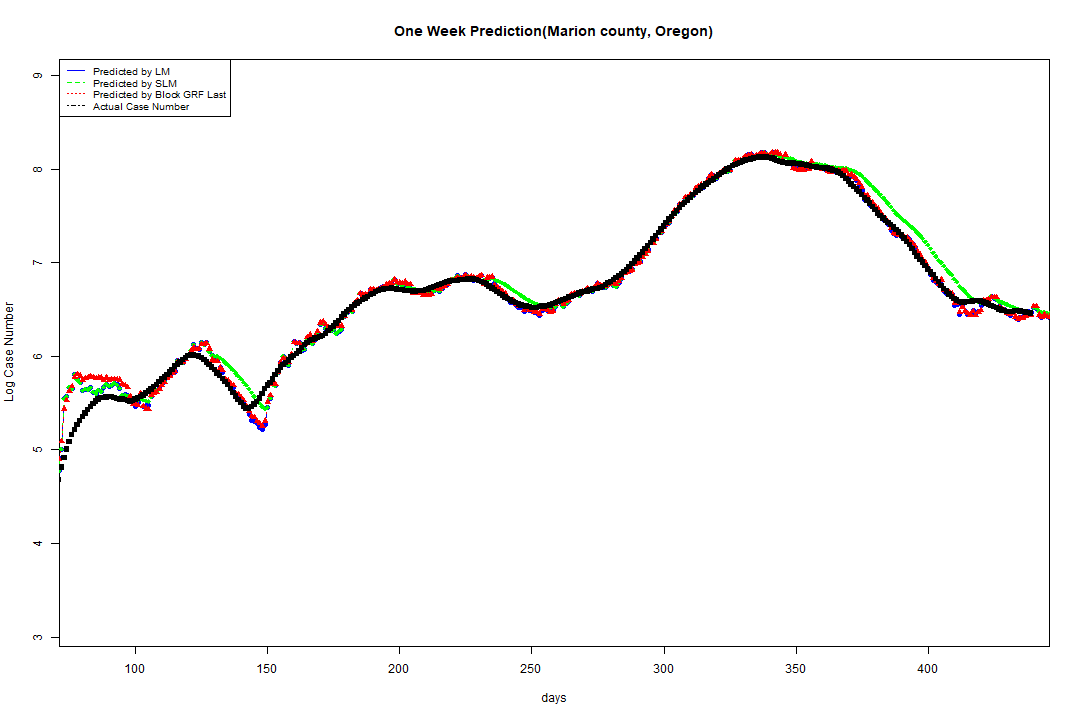 One Week Prediction(Marion county, Oregon)
Predicted by LM
Predicted by SLM
Predicted by Block GRF Last
Actual Case Number
9
8
7
6
5
4
3
Log Case Number
100 150 200 250 300 350 400
days